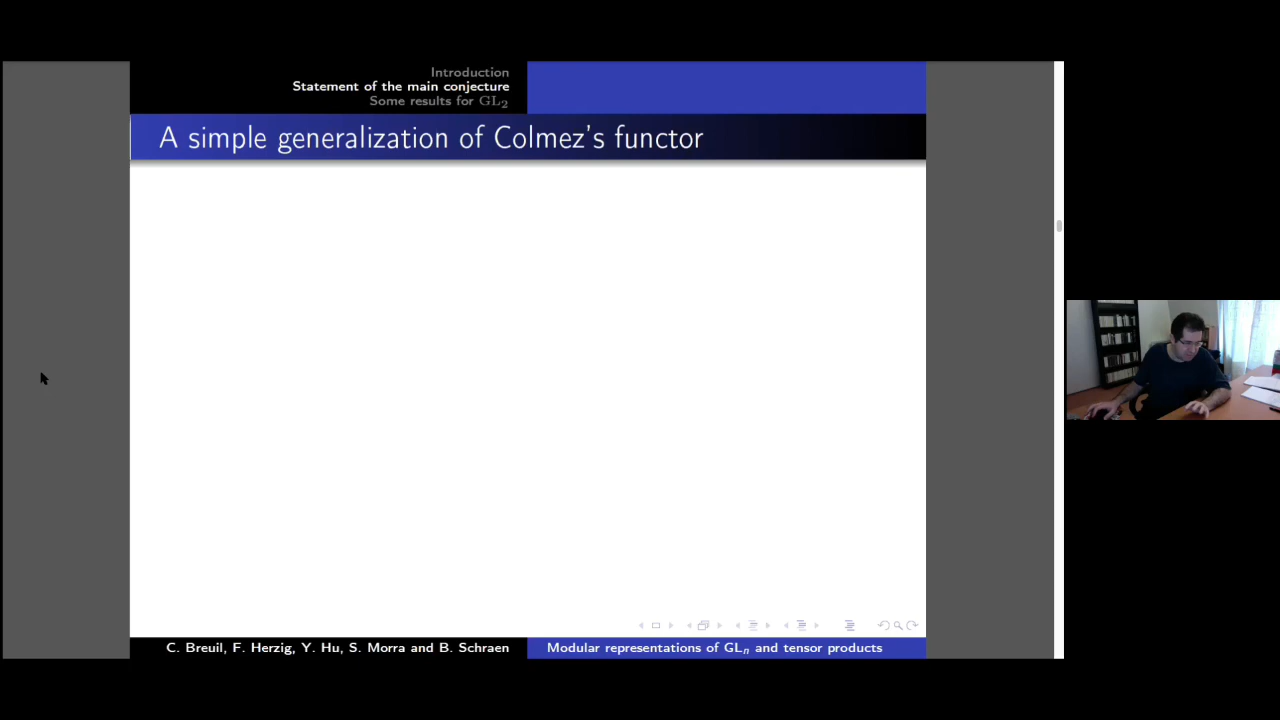 Introduction
Statement of the main conjecture
Some results for GL₂
A simple generalization of Colmez's functor
C. Breuil, F. Herzig, Y. Hu, S. Morra and B. Schraen
Modular representations of GLₙ and tensor products